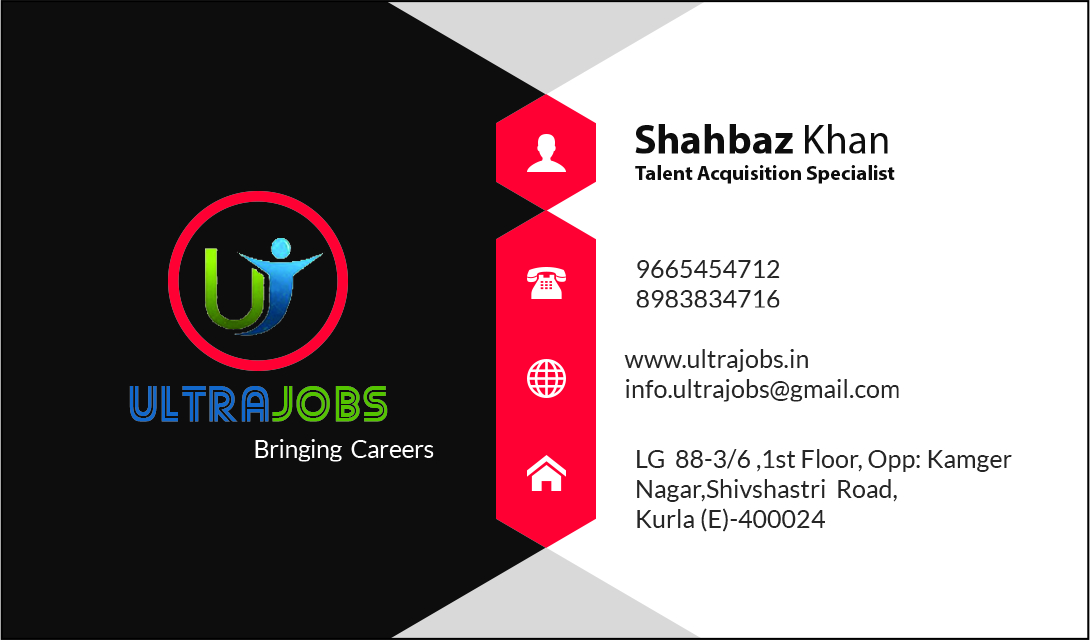 UJ
ULTRAJOBS
Bringing Careers
Shahbaz Khan
Talent Acquisition Specialist
9665454712
8983834716
www.ultrajobs.in
info.ultrajobs@gmail.com
LG 88-3/6 ,1st Floor, Opp: Kamger
Nagar,Shivshastri Road,
Kurla (E)-400024